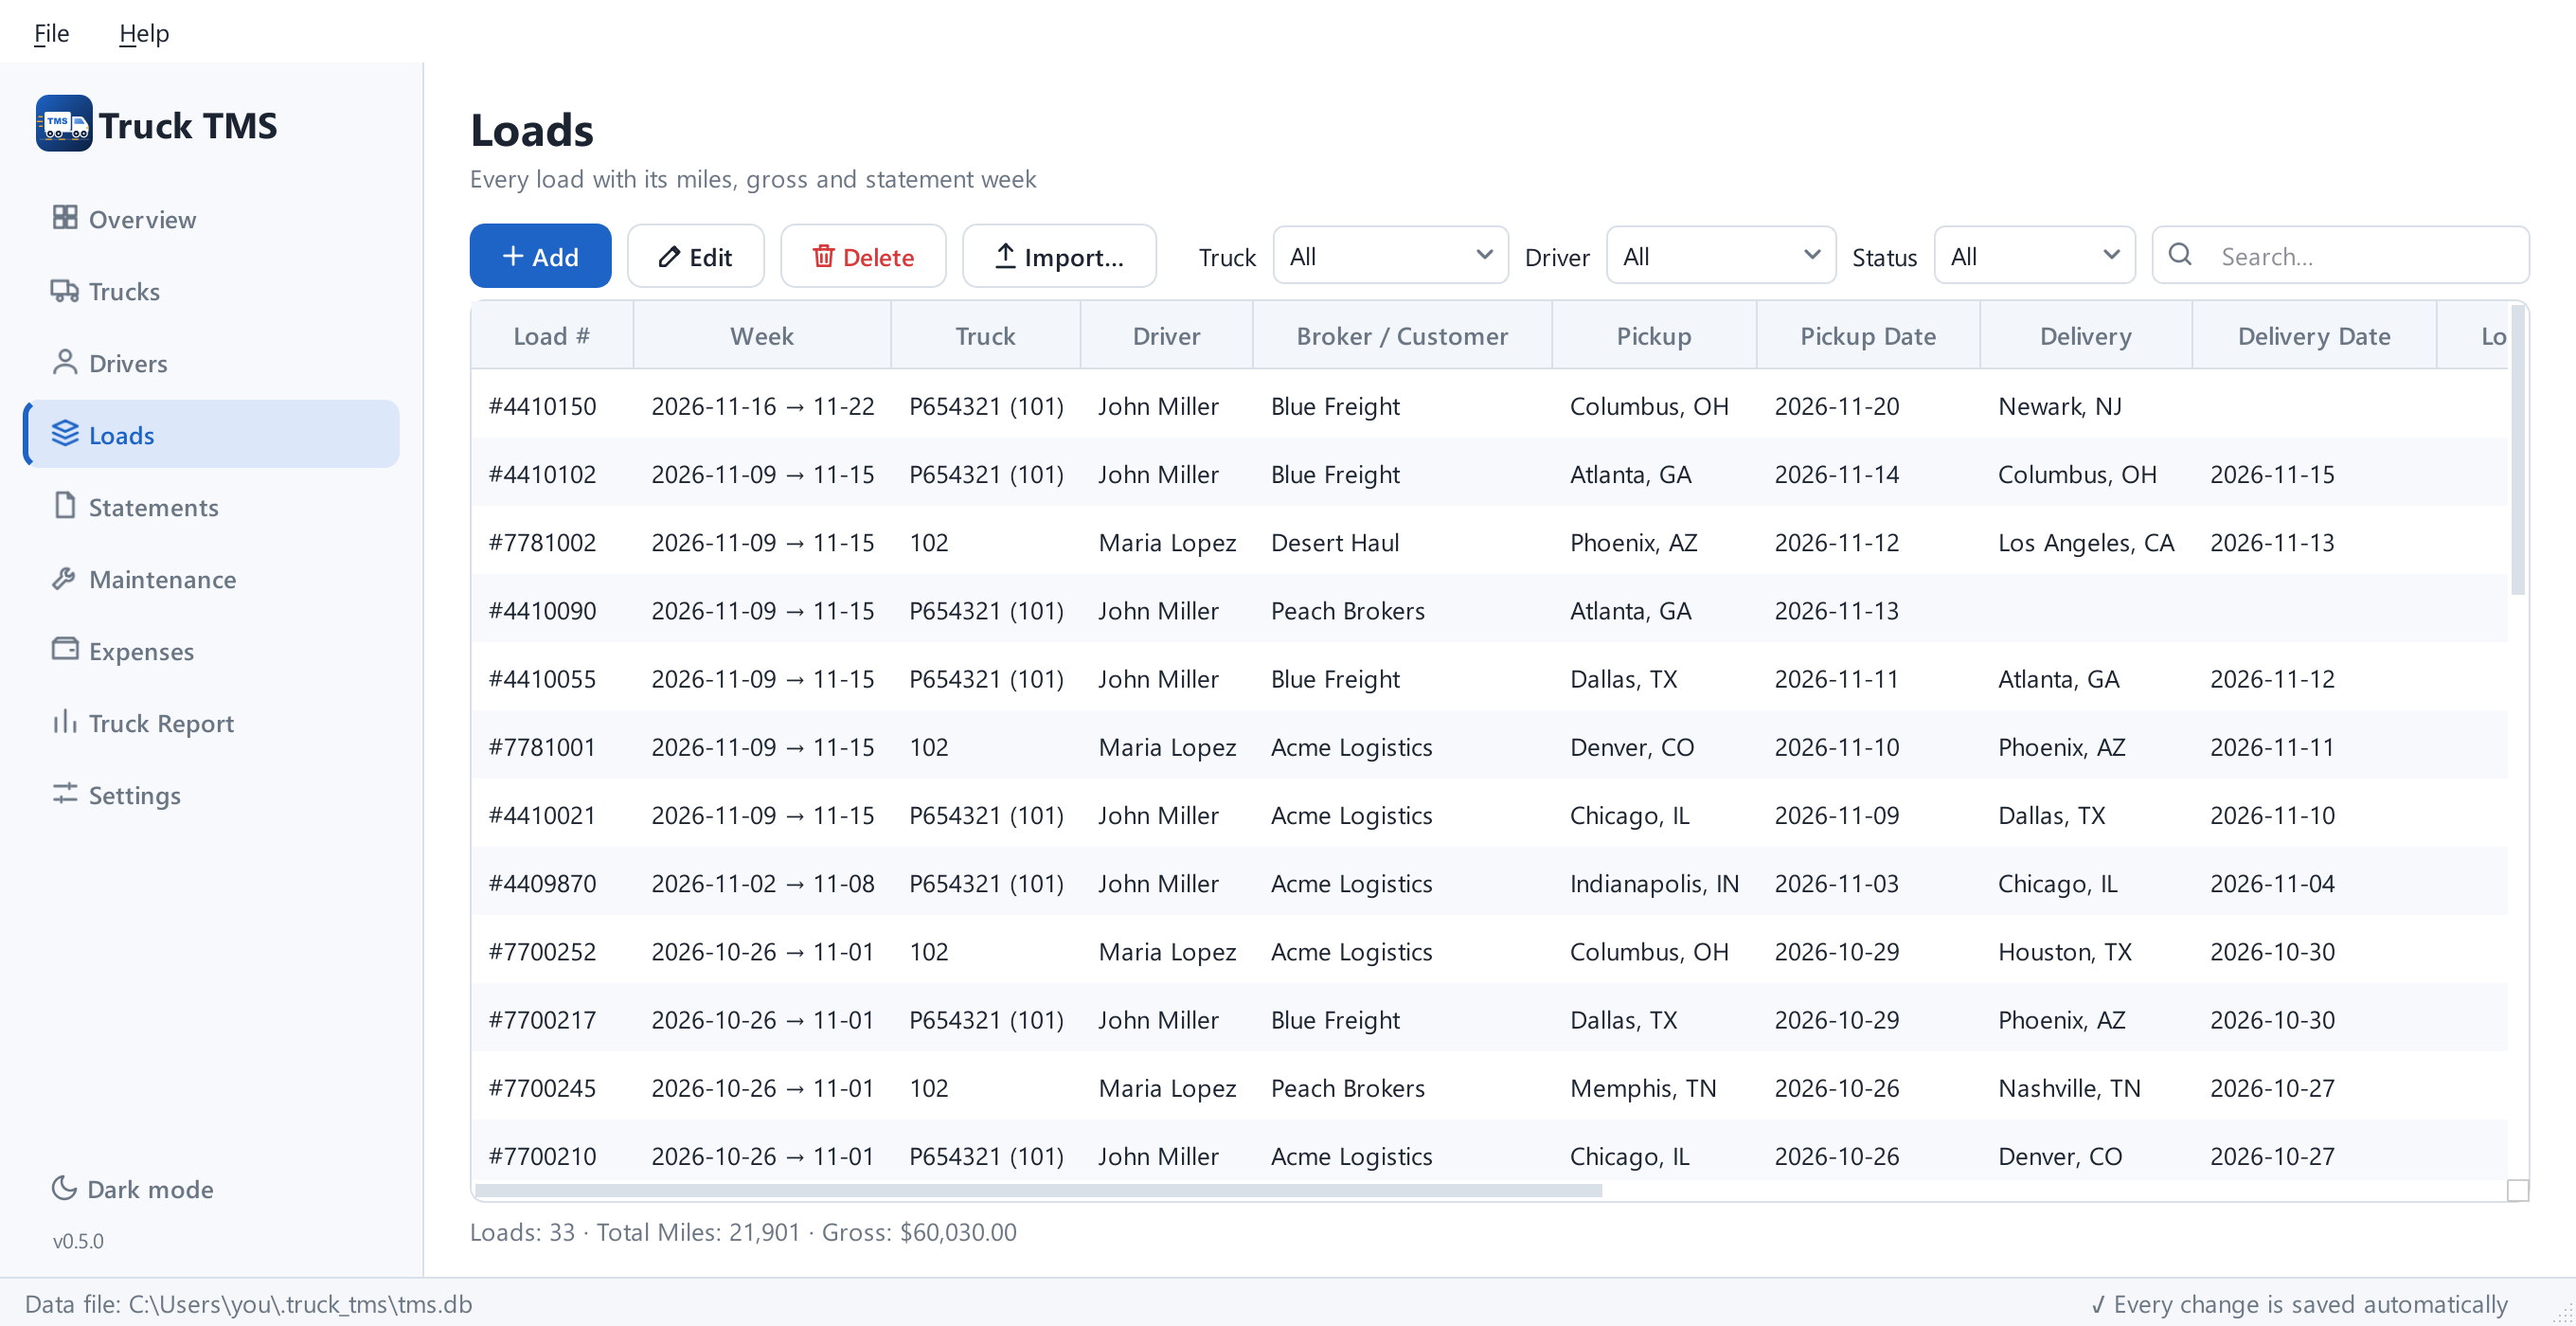 File Help
TMS Truck TMS
Overview
Trucks
Drivers
Loads
Statements
Maintenance
Expenses
Truck Report
Settings
Dark mode
v0.5.0
Loads
Every load with its miles, gross and statement week
Add Edit Delete Import... Truck All Driver All Status All Search...
Load # Week Truck Driver Broker / Customer Pickup Pickup Date Delivery Delivery Date Lo
#4410150 2026-11-16 → 11-22 P654321 (101) John Miller Blue Freight Columbus, OH 2026-11-20 Newark, NJ
#4410102 2026-11-09 → 11-15 P654321 (101) John Miller Blue Freight Atlanta, GA 2026-11-14 Columbus, OH 2026-11-15
#7781002 2026-11-09 → 11-15 102 Maria Lopez Desert Haul Phoenix, AZ 2026-11-12 Los Angeles, CA 2026-11-13
#4410090 2026-11-09 → 11-15 P654321 (101) John Miller Peach Brokers Atlanta, GA 2026-11-13
#4410055 2026-11-09 → 11-15 P654321 (101) John Miller Blue Freight Dallas, TX 2026-11-11 Atlanta, GA 2026-11-12
#7781001 2026-11-09 → 11-15 102 Maria Lopez Acme Logistics Denver, CO 2026-11-10 Phoenix, AZ 2026-11-11
#4410021 2026-11-09 → 11-15 P654321 (101) John Miller Acme Logistics Chicago, IL 2026-11-09 Dallas, TX 2026-11-10
#4409870 2026-11-02 → 11-08 P654321 (101) John Miller Acme Logistics Indianapolis, IN 2026-11-03 Chicago, IL 2026-11-04
#7700252 2026-10-26 → 11-01 102 Maria Lopez Acme Logistics Columbus, OH 2026-10-29 Houston, TX 2026-10-30
#7700217 2026-10-26 → 11-01 P654321 (101) John Miller Blue Freight Dallas, TX 2026-10-29 Phoenix, AZ 2026-10-30
#7700245 2026-10-26 → 11-01 102 Maria Lopez Peach Brokers Memphis, TN 2026-10-26 Nashville, TN 2026-10-27
#7700210 2026-10-26 → 11-01 P654321 (101) John Miller Acme Logistics Chicago, IL 2026-10-26 Denver, CO 2026-10-27
Loads: 33 · Total Miles: 21,901 · Gross: $60,030.00
Data file: C:\Users\you\.truck_tms\tms.db ✓ Every change is saved automatically